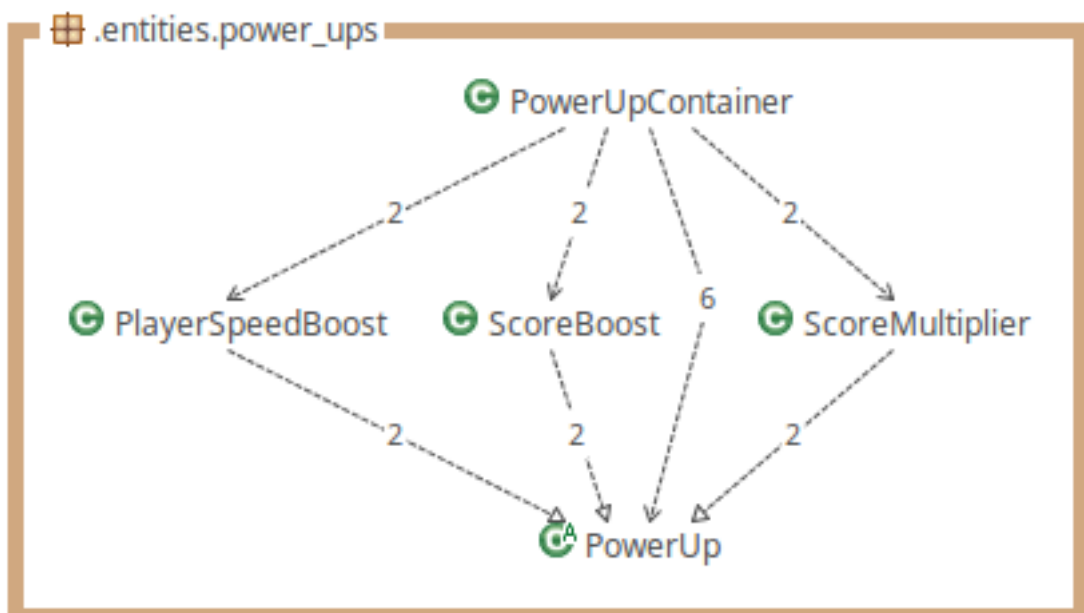 .entities.power_ups
C PowerUpContainer
2 2 2
6
C PlayerSpeedBoost C ScoreBoost C ScoreMultiplier
2 2 2
C A PowerUp